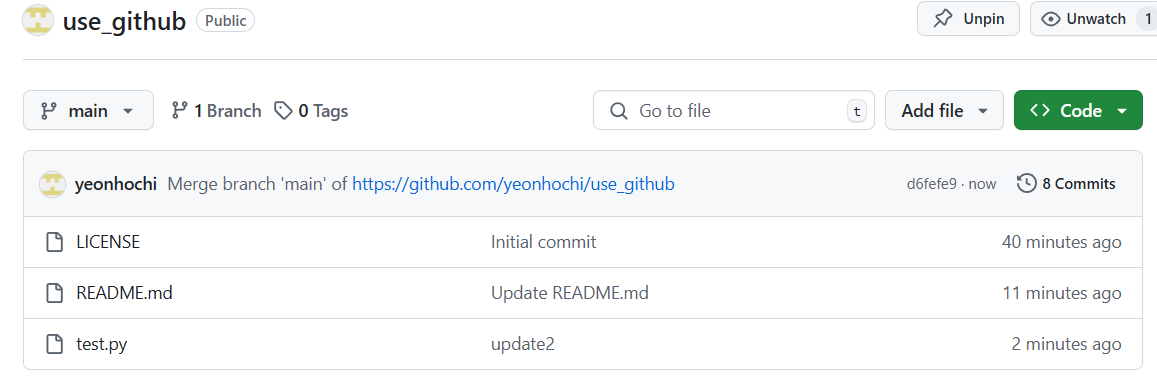 use_github Public Unpin Unwatch 1
main 1 Branch 0 Tags Go to file t Add file Code
yeonhochi Merge branch 'main' of https://github.com/yeonhochi/use_github d6fefe9 · now 8 Commits
LICENSE Initial commit 40 minutes ago
README.md Update README.md 11 minutes ago
test.py update2 2 minutes ago